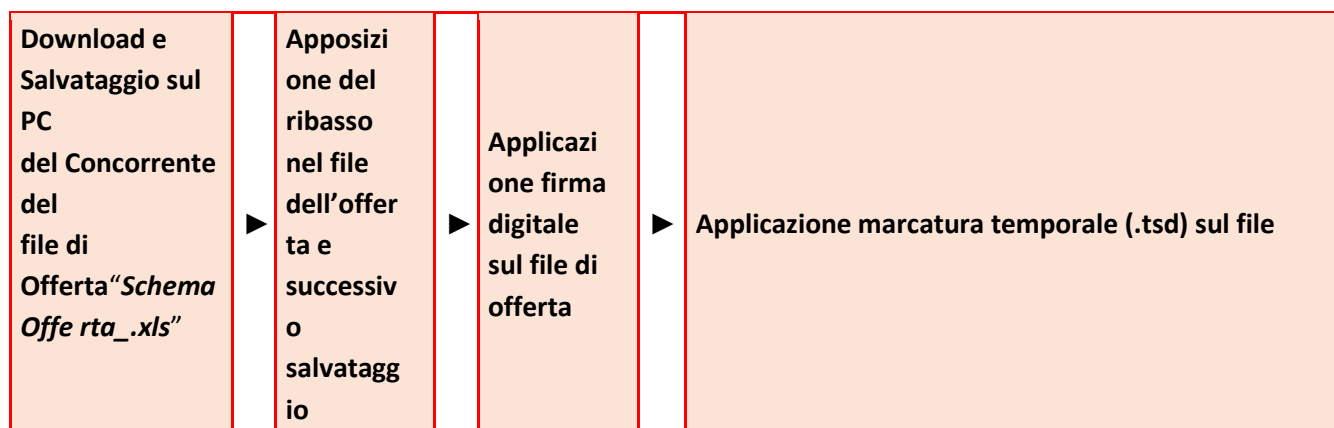 Download e
Salvataggio sul
PC
del Concorrente
del
file di
Offerta“Schema
Offe rta_.xls”
►
Apposizi
one del
ribasso
nel file
dell’offer
ta e
successiv
o
salvatagg
io
►
Applicazi
one firma
digitale
sul file di
offerta
►
Applicazione marcatura temporale (.tsd) sul file